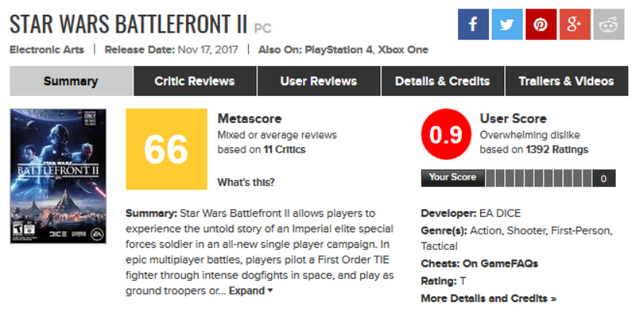 STAR WARS BATTLEFRONT II PC
Electronic Arts | Release Date: Nov 17, 2017 | Also On: PlayStation 4, Xbox One
Summary Critic Reviews User Reviews Details & Credits Trailers & Videos
STAR WARS
BATTLEFRONT II
DICE
EA
66
Metascore
Mixed or average reviews
based on 11 Critics
What's this?
Summary: Star Wars Battlefront II allows players to
experience the untold story of an Imperial elite special
forces soldier in an all-new single player campaign. In
epic multiplayer battles, players pilot a First Order TIE
fighter through intense dogfights in space, and play as
ground troopers or... Expand
0.9
User Score
Overwhelming dislike
based on 1392 Ratings
Your Score 0
Developer: EA DICE
Genre(s): Action, Shooter, First-Person,
Tactical
Cheats: On GameFAQs
Rating: T
More Details and Credits »